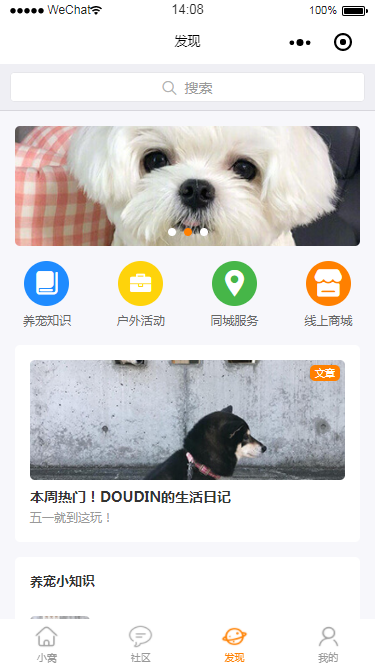 WeChat 14:08 100%
发现
搜索
养宠知识 户外活动 同城服务 线上商城
文章
本周热门！DOUDIN的生活日记
五一就到这玩！
养宠小知识
小窝 社区 发现 我的